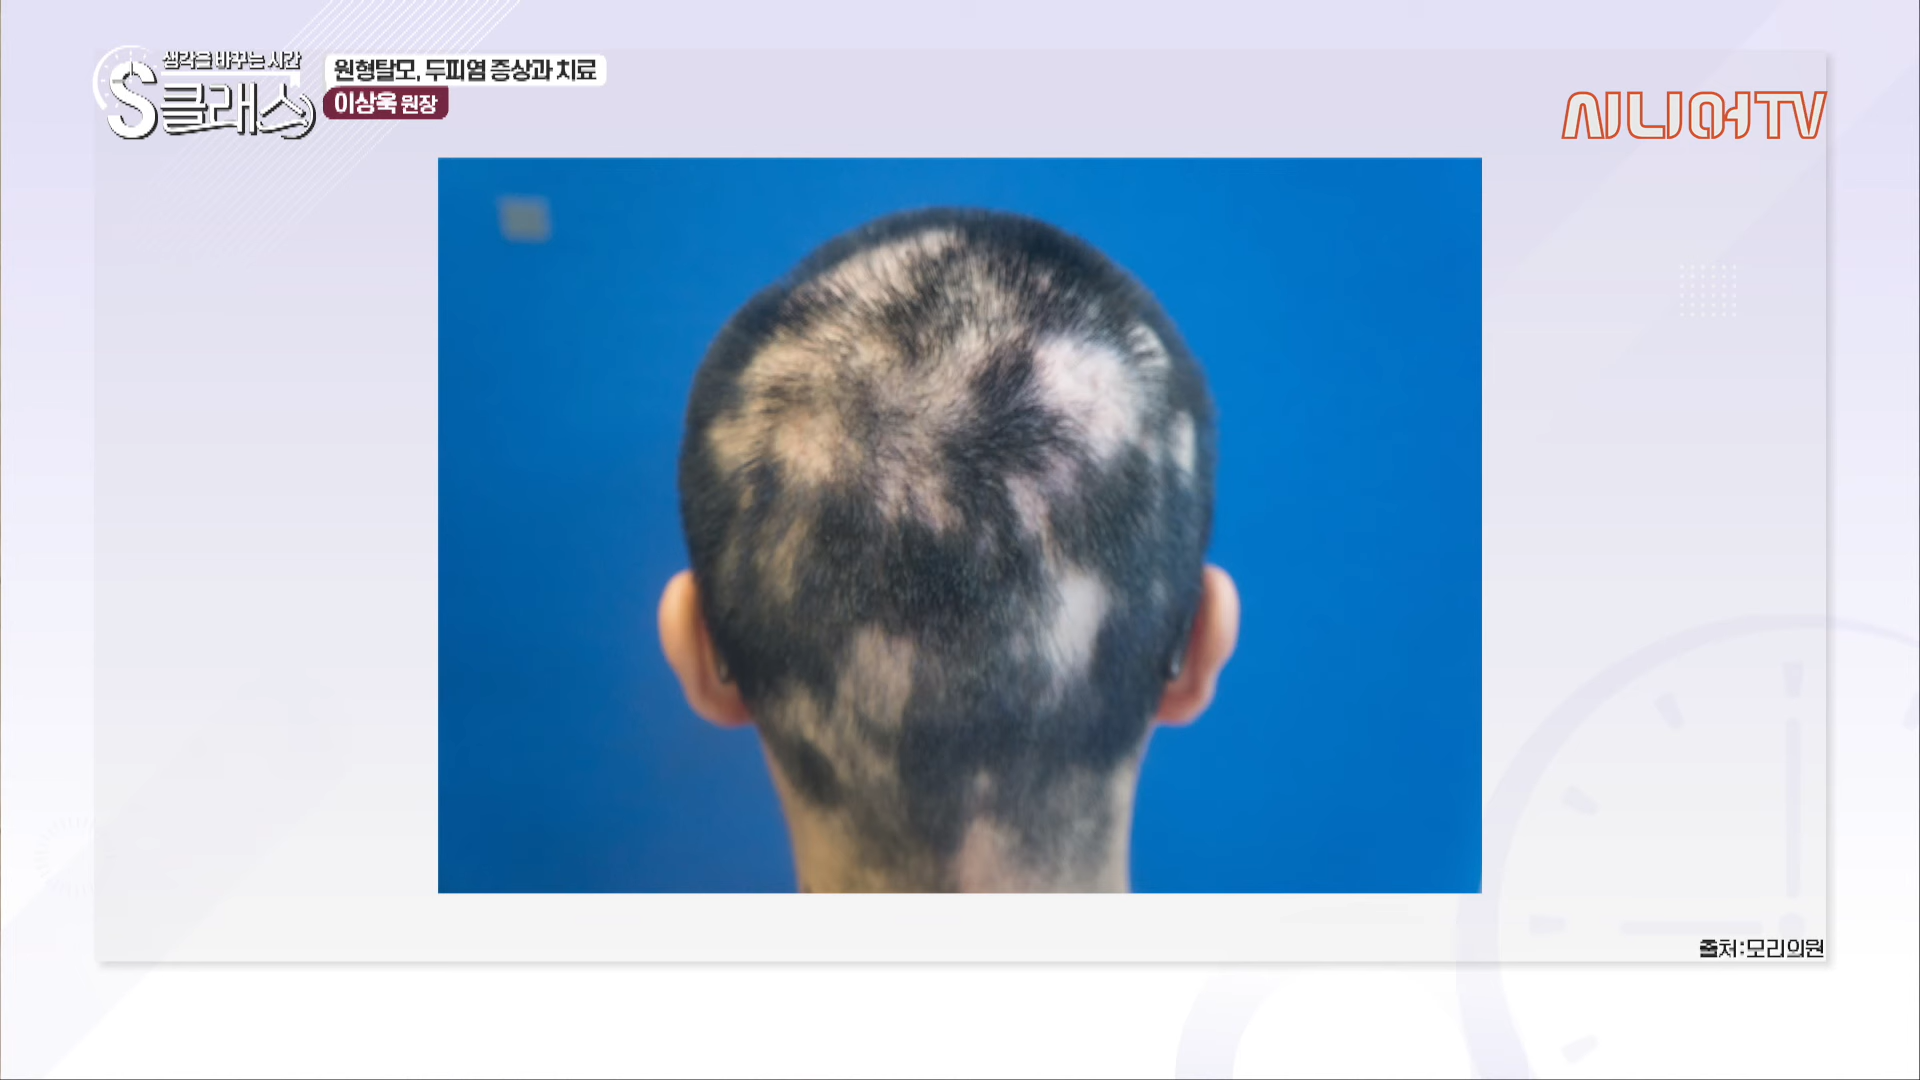 생각을 바꾸는 시간
S클래스
원형탈모, 두피염 증상과 치료
이상욱 원장
시니어TV
출처:모리의원